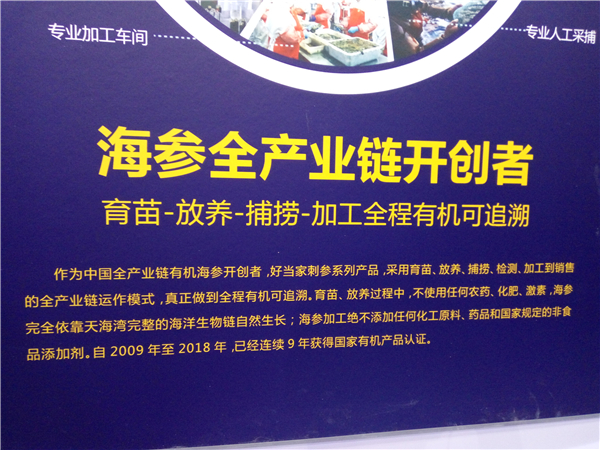 专业加工车间
专业人工采捕
海参全产业链开创者
育苗-放养-捕捞-加工全程有机可追溯
作为中国全产业链有机海参开创者,好当家刺参系列产品,采用育苗、放养、捕捞、检测、加工到销售
的全产业链运作模式,真正做到全程有机可追溯。育苗、放养过程中,不使用任何农药、化肥、激素,海参
完全依靠天海湾完整的海洋生物链自然生长;海参加工绝不添加任何化工原料、药品和国家规定的非食
品添加剂。自2009年至2018年,已经连续9年获得国家有机产品认证。